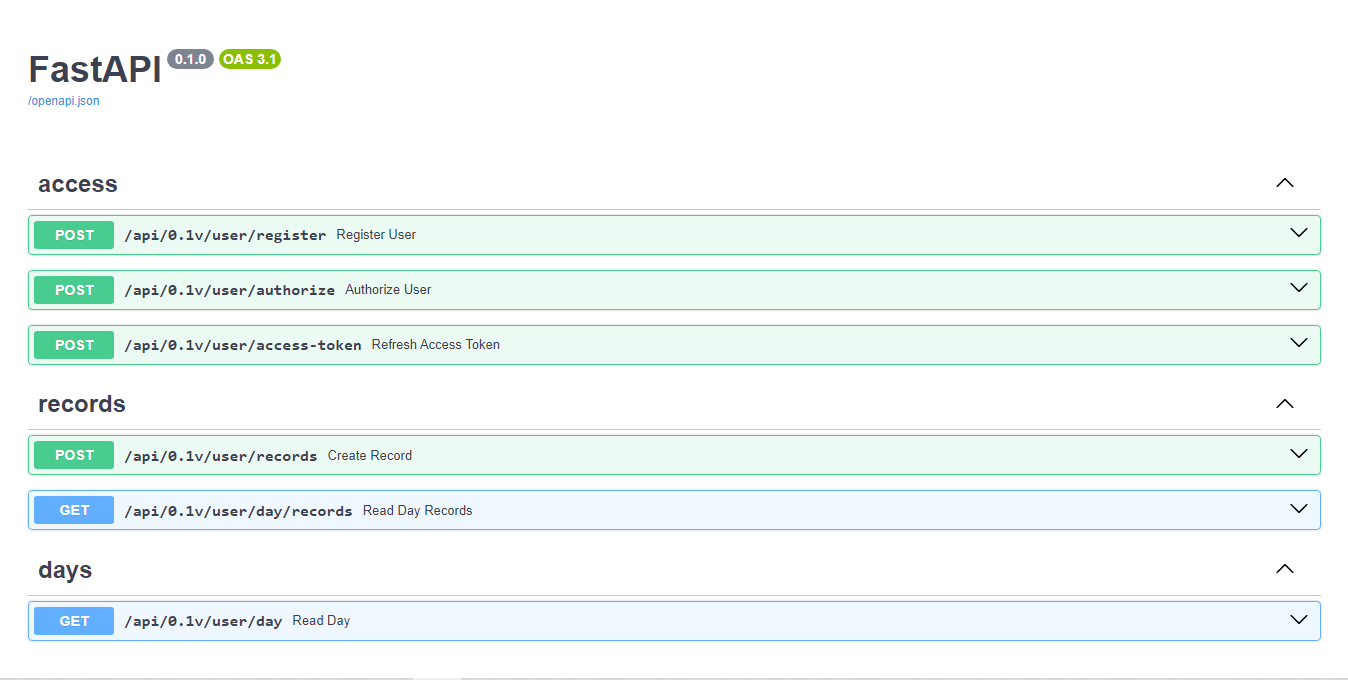 FastAPI 0.1.0 OAS 3.1
/openapi.json
access
POST /api/0.1v/user/register Register User
POST /api/0.1v/user/authorize Authorize User
POST /api/0.1v/user/access-token Refresh Access Token
records
POST /api/0.1v/user/records Create Record
GET /api/0.1v/user/day/records Read Day Records
days
GET /api/0.1v/user/day Read Day